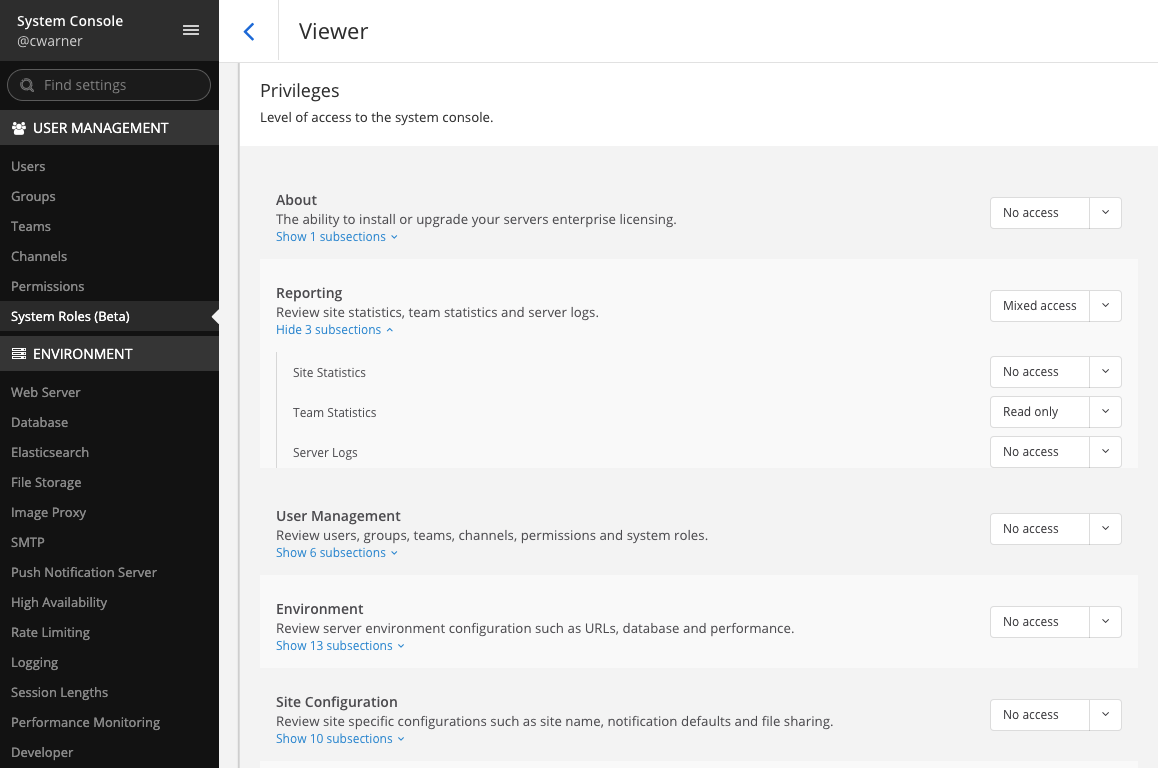 System Console
@cwarner
Find settings
USER MANAGEMENT
Users
Groups
Teams
Channels
Permissions
System Roles (Beta)
ENVIRONMENT
Web Server
Database
Elasticsearch
File Storage
Image Proxy
SMTP
Push Notification Server
High Availability
Rate Limiting
Logging
Session Lengths
Performance Monitoring
Developer
Viewer
Privileges
Level of access to the system console.
About
The ability to install or upgrade your servers enterprise licensing.
Show 1 subsections
No access
Reporting
Review site statistics, team statistics and server logs.
Hide 3 subsections
Mixed access
Site Statistics
No access
Team Statistics
Read only
Server Logs
No access
User Management
Review users, groups, teams, channels, permissions and system roles.
Show 6 subsections
No access
Environment
Review server environment configuration such as URLs, database and performance.
Show 13 subsections
No access
Site Configuration
Review site specific configurations such as site name, notification defaults and file sharing.
Show 10 subsections
No access